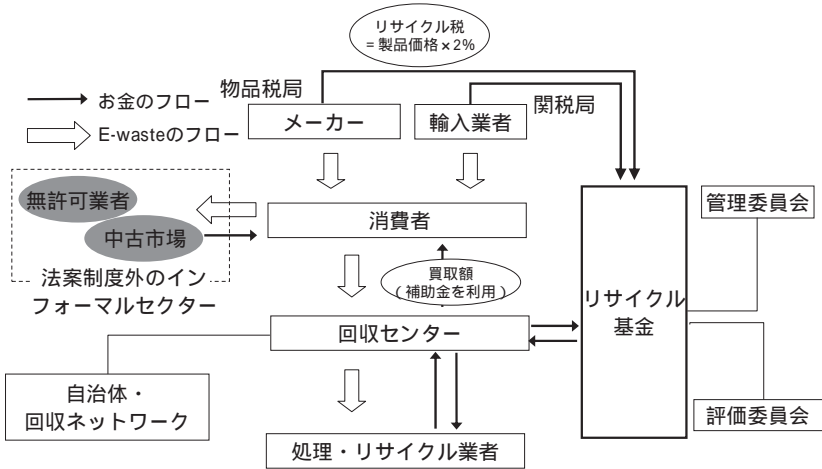 リサイクル税
=製品価格×2%
お金のフロー
E-wasteのフロー
物品税局
関税局
メーカー
輸入業者
無許可業者
中古市場
法案制度外のイン
フォーマルセクター
消費者
買取額
(補助金を利用)
回収センター
リサイクル
基金
管理委員会
評価委員会
自治体・
回収ネットワーク
処理・リサイクル業者